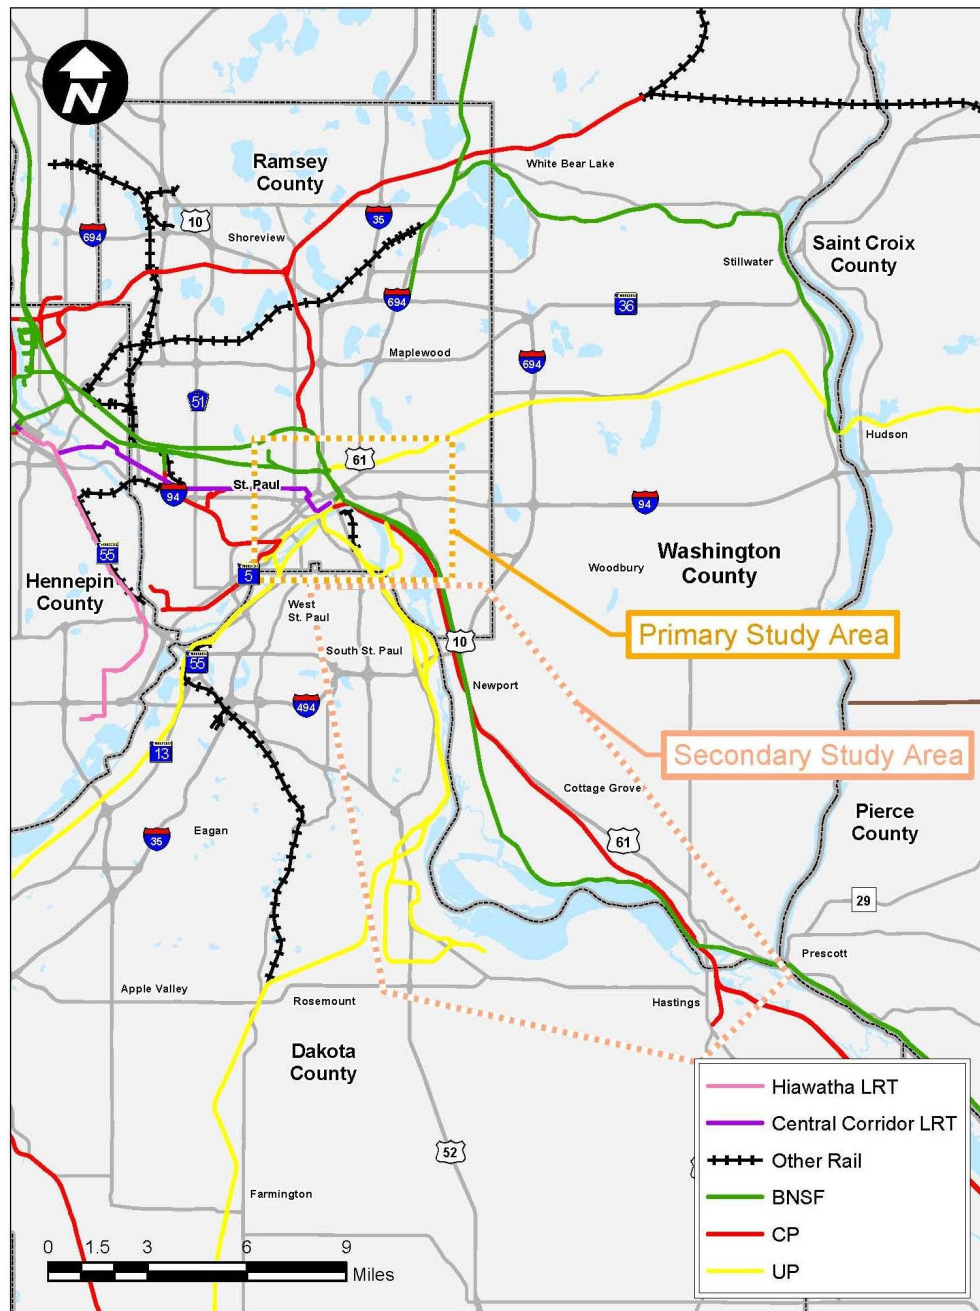 N
Ramsey
County
White Bear Lake
10
35
694
Shoreview
Saint Croix
County
Stillwater
694
36
Maplewood
694
51
Hudson
61
St. Paul
94
94
55
Washington
County
Hennepin
County
5
Woodbury
West
St. Paul
Primary Study Area
10
South St. Paul
55
Newport
494
13
Secondary Study Area
Cottage Grove
Pierce
County
35
Eagan
61
29
Prescott
Apple Valley
Rosemount
Hastings
Dakota
County
52
Farmington
Hiawatha LRT
Central Corridor LRT
Other Rail
BNSF
CP
UP
0 1.5 3 6 9
Miles